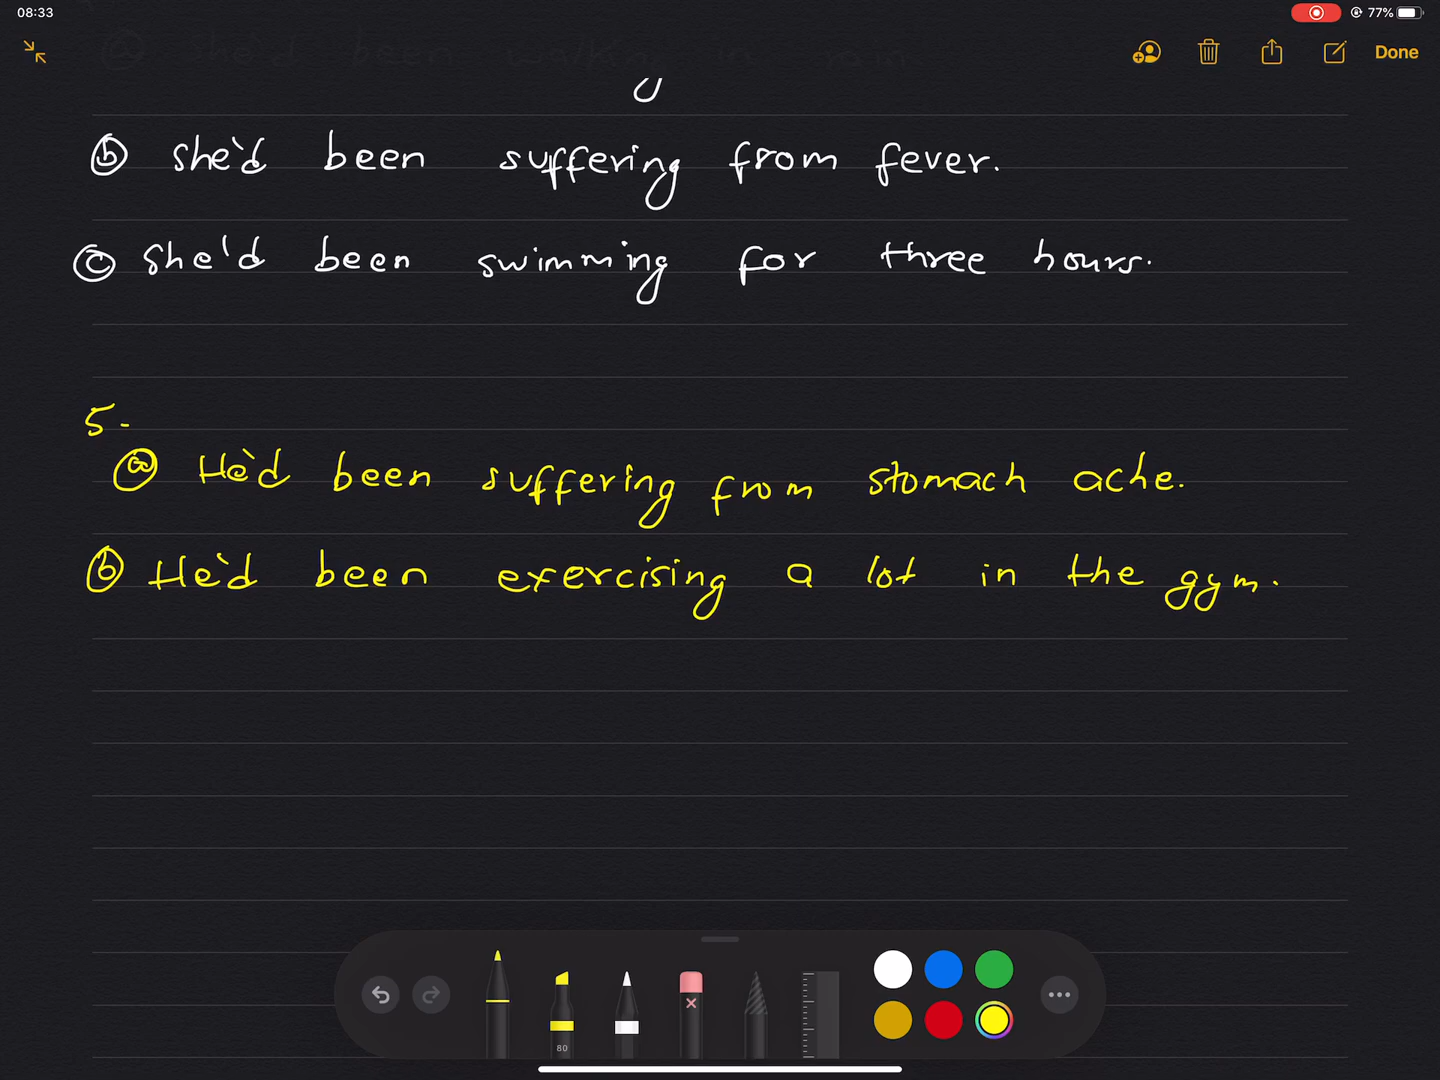 08:33
77%
Done
ⓑ she'd been suffering from fever.
ⓒ she'd been swimming for three hours.
5-
ⓐ He'd been suffering from stomach ache.
ⓑ He'd been exercising a lot in the gym.
80